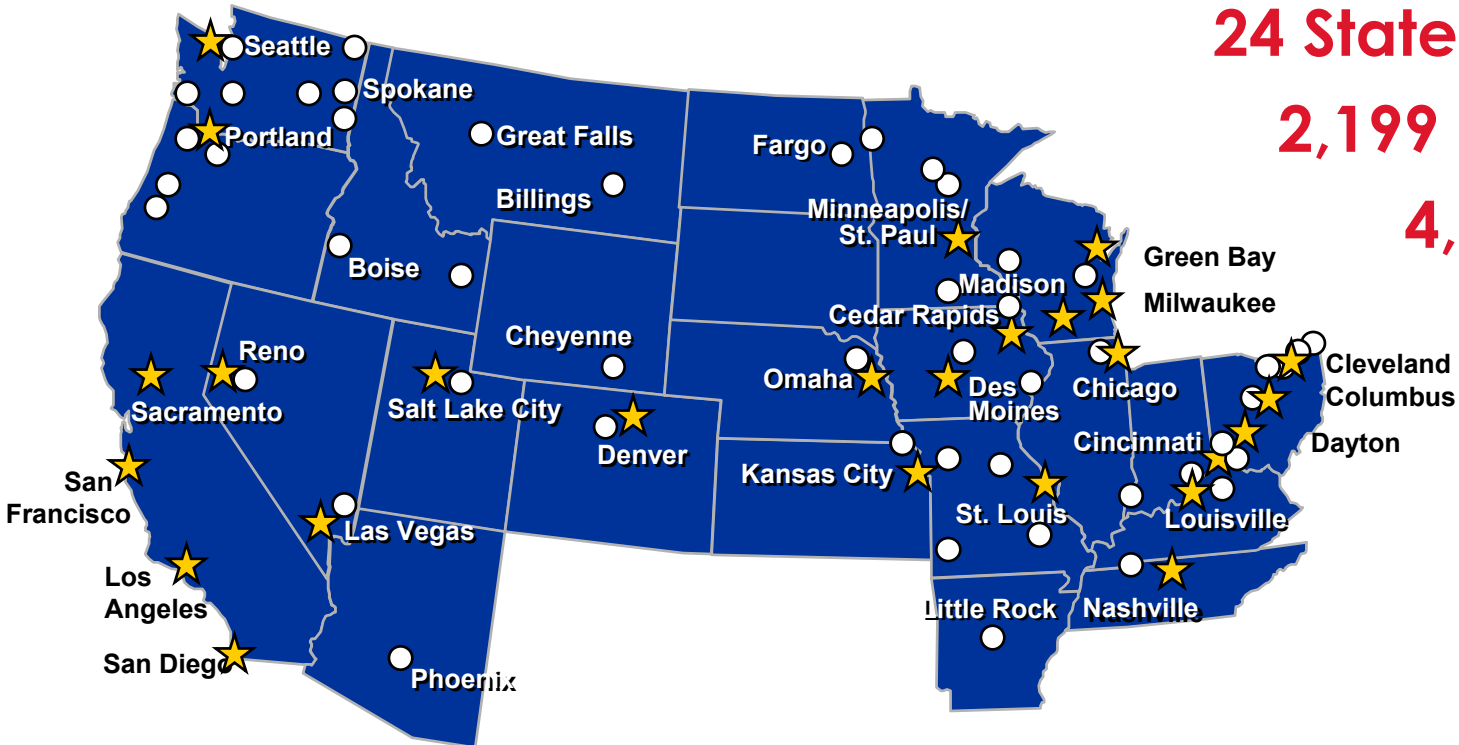 24 State
2,199
4,
Seattle
Spokane
Portland
Great Falls
Billings
Fargo
Minneapolis/
St. Paul
Boise
Green Bay
Madison
Milwaukee
Cedar Rapids
Cheyenne
Reno
Sacramento
Salt Lake City
Omaha
Des
Moines
Chicago
Cleveland
Columbus
Denver
Cincinnati
Dayton
Kansas City
San
Francisco
Las Vegas
St. Louis
Louisville
Los
Angeles
Little Rock
Nashville
San Diego
Phoenix